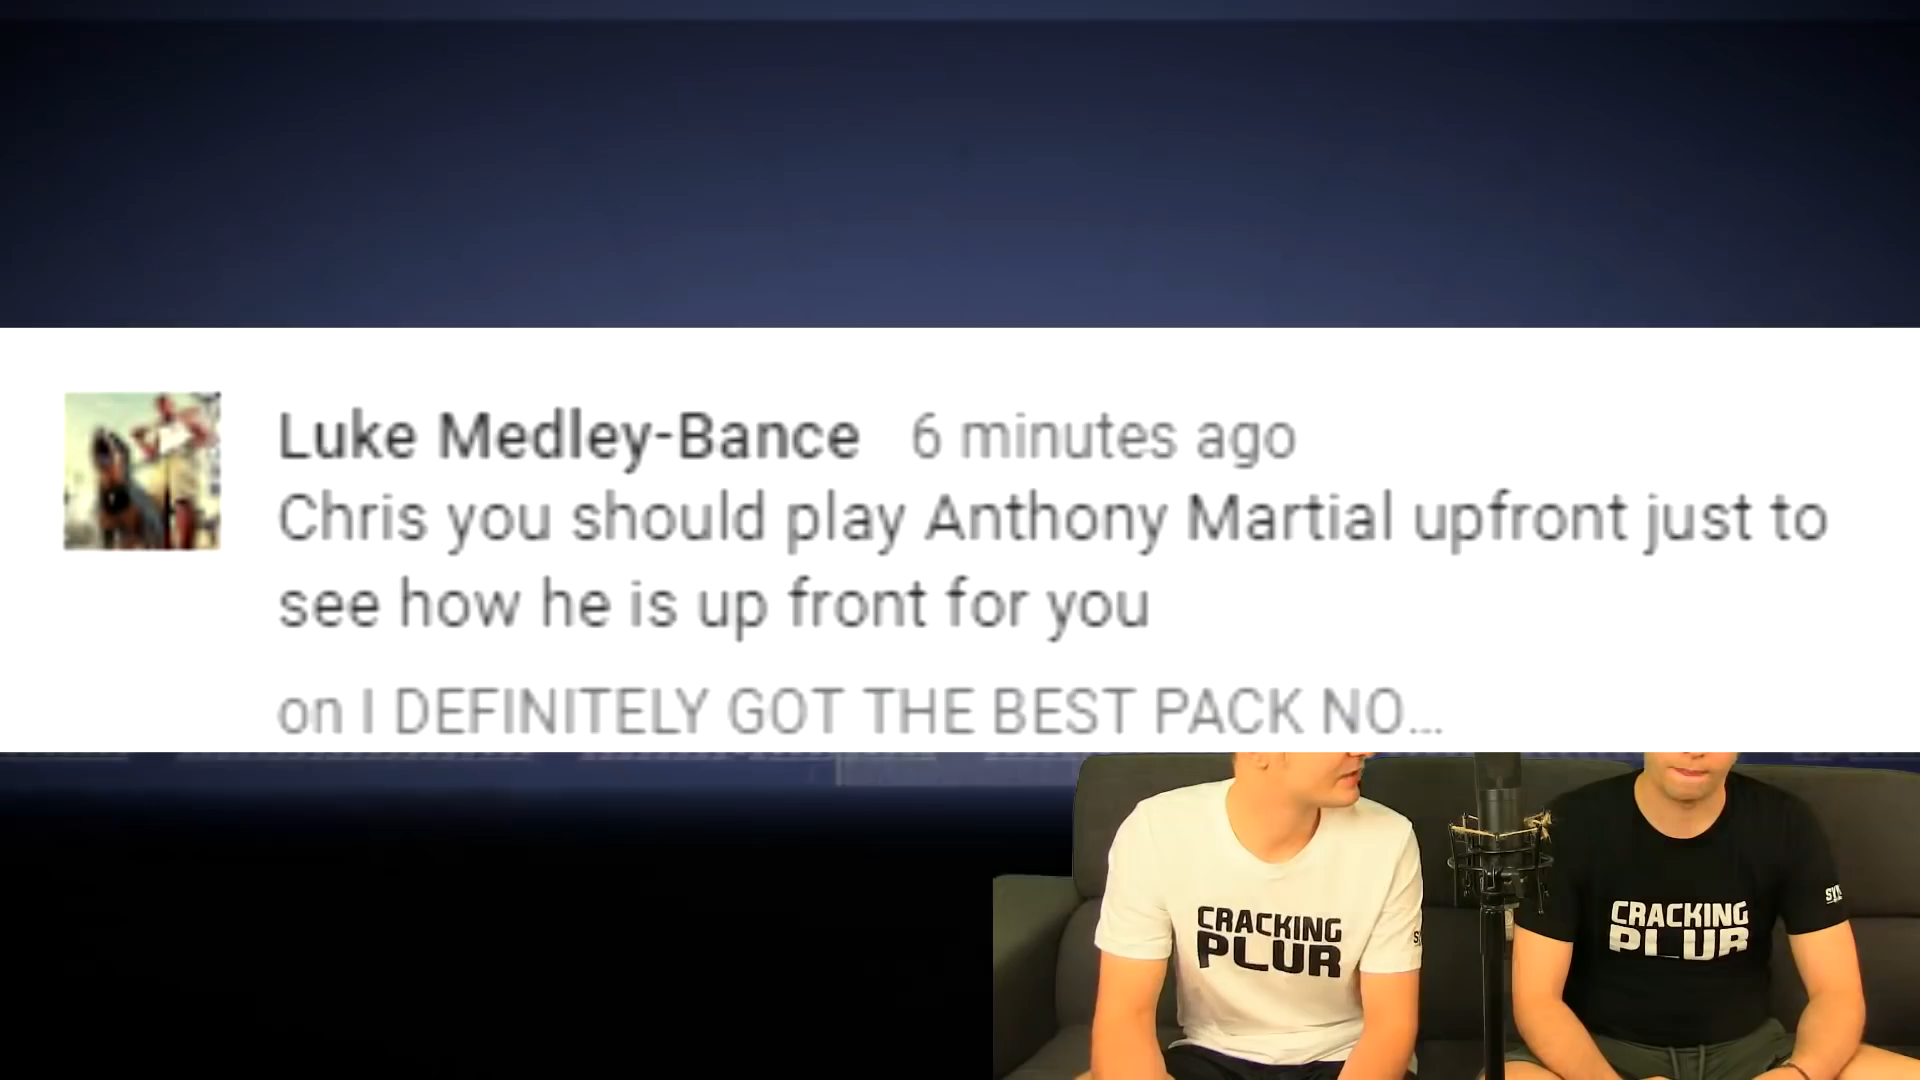 Luke Medley-Bance 6 minutes ago
Chris you should play Anthony Martial upfront just to
see how he is up front for you
on I DEFINITELY GOT THE BEST PACK NO...
CRACKING
PLUR
CRACKING
PLUR